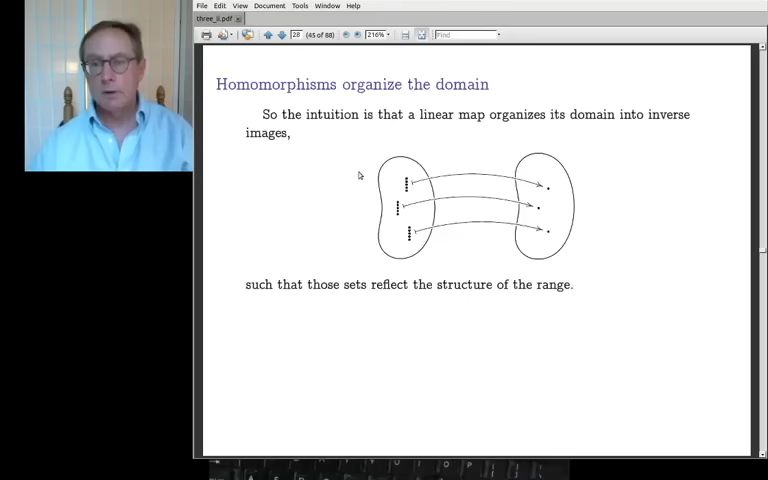 File Edit View Document Tools Window Help
three_ii.pdf
28 (45 of 88) 216% Find
Homomorphisms organize the domain
So the intuition is that a linear map organizes its domain into inverse
images,
such that those sets reflect the structure of the range.